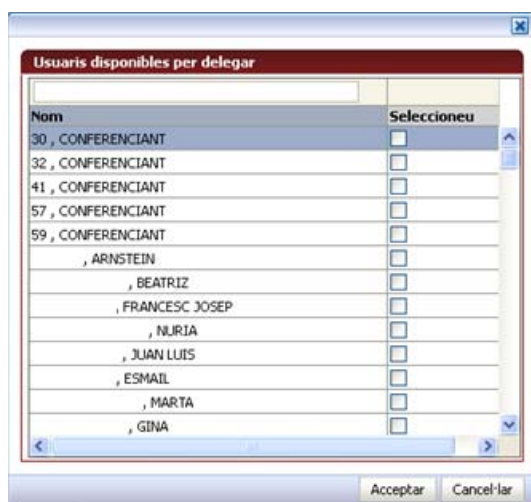 Usuaris disponibles per delegar
Nom Seleccioneu
30 , CONFERENCIANT
32 , CONFERENCIANT
41 , CONFERENCIANT
57 , CONFERENCIANT
59 , CONFERENCIANT
, ARNSTEIN
, BEATRIZ
, FRANCESC JOSEP
, NURIA
, JUAN LUIS
, ESMAIL
, MARTA
, GINA
Acceptar Cancel·lar